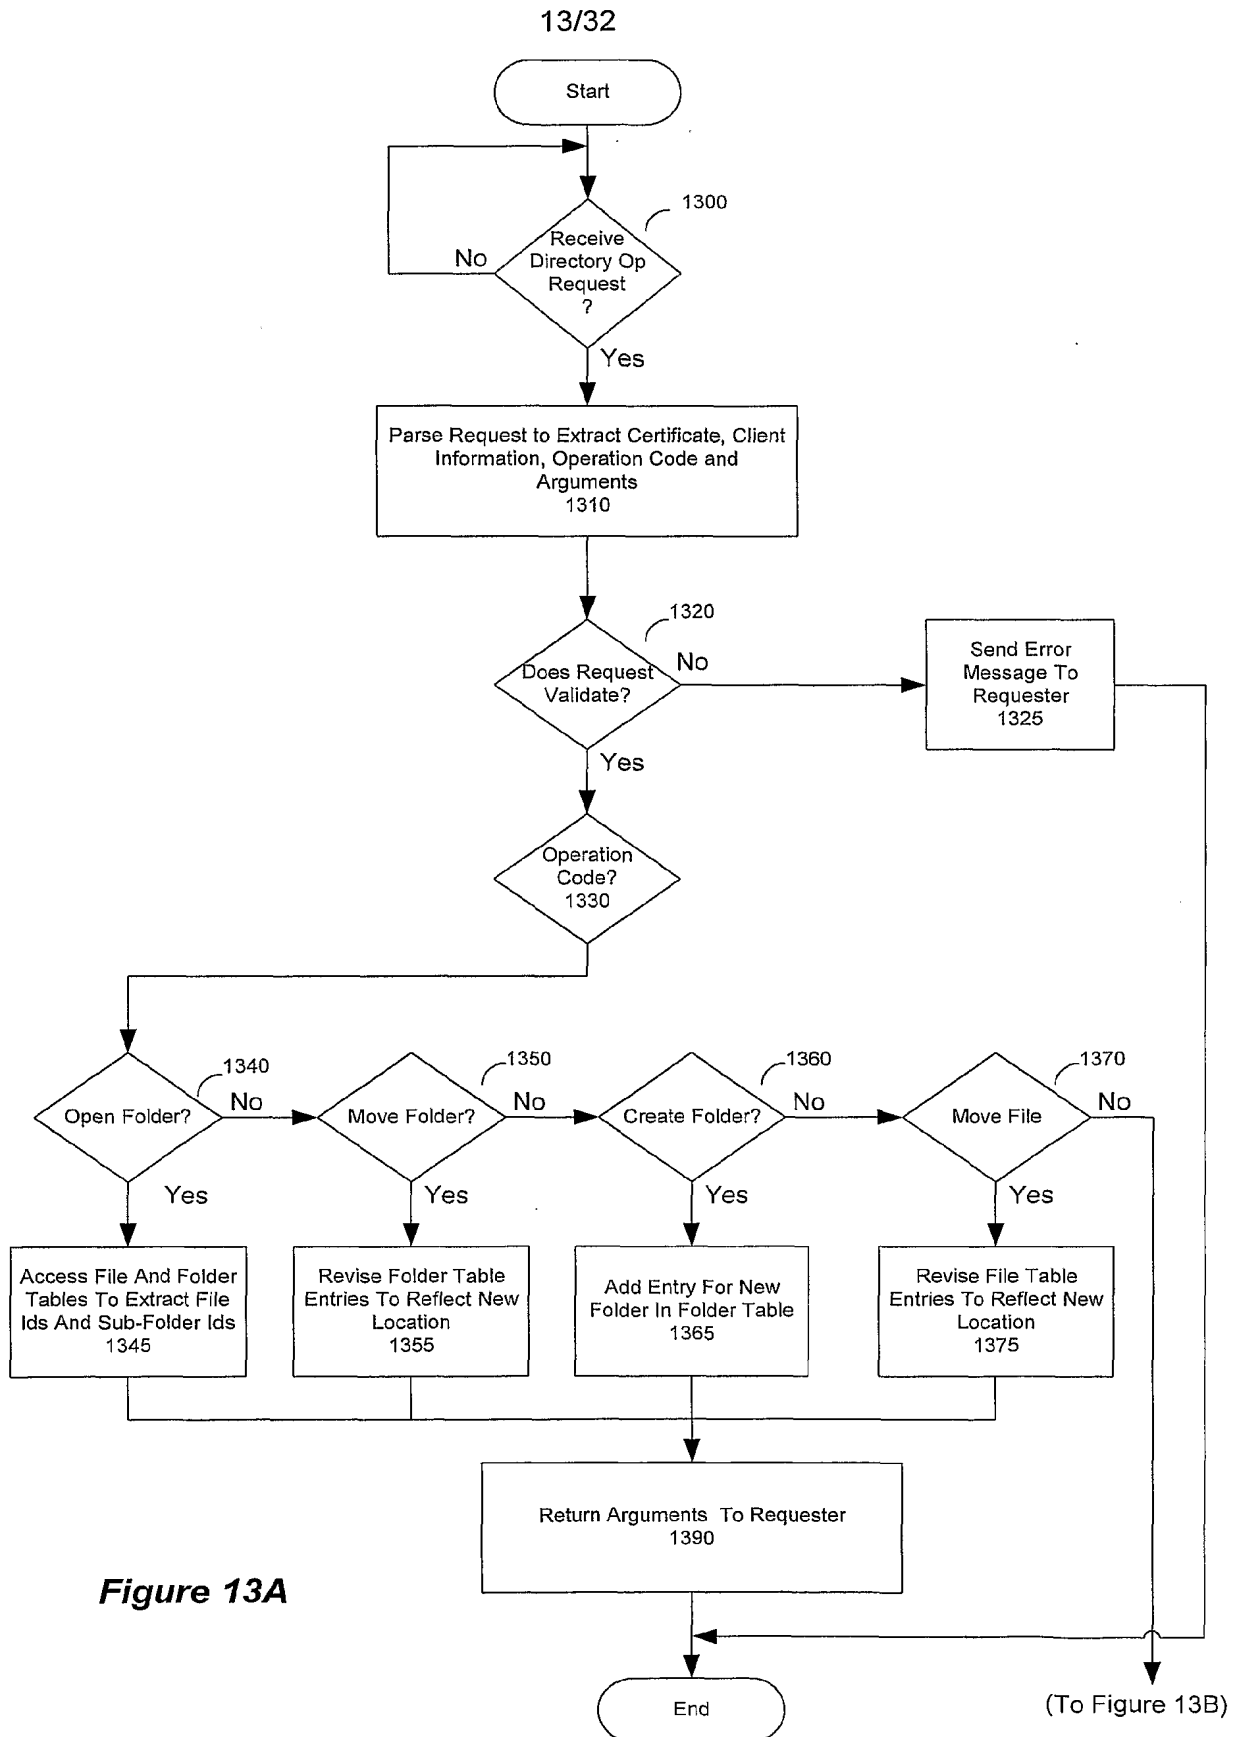 13/32
Start
1300
Receive
Directory Op
Request
?
No
Yes
Parse Request to Extract Certificate, Client
Information, Operation Code and
Arguments
1310
1320
Does Request
Validate?
No
Yes
Send Error
Message To
Requester
1325
Operation
Code?
1330
1340
Open Folder?
No
Yes
1350
Move Folder?
No
Yes
1360
Create Folder?
No
Yes
1370
Move File
No
Yes
Access File And Folder
Tables To Extract File
Ids And Sub-Folder Ids
1345
Revise Folder Table
Entries To Reflect New
Location
1355
Add Entry For New
Folder In Folder Table
1365
Revise File Table
Entries To Reflect New
Location
1375
Return Arguments To Requester
1390
Figure 13A
End
(To Figure 13B)